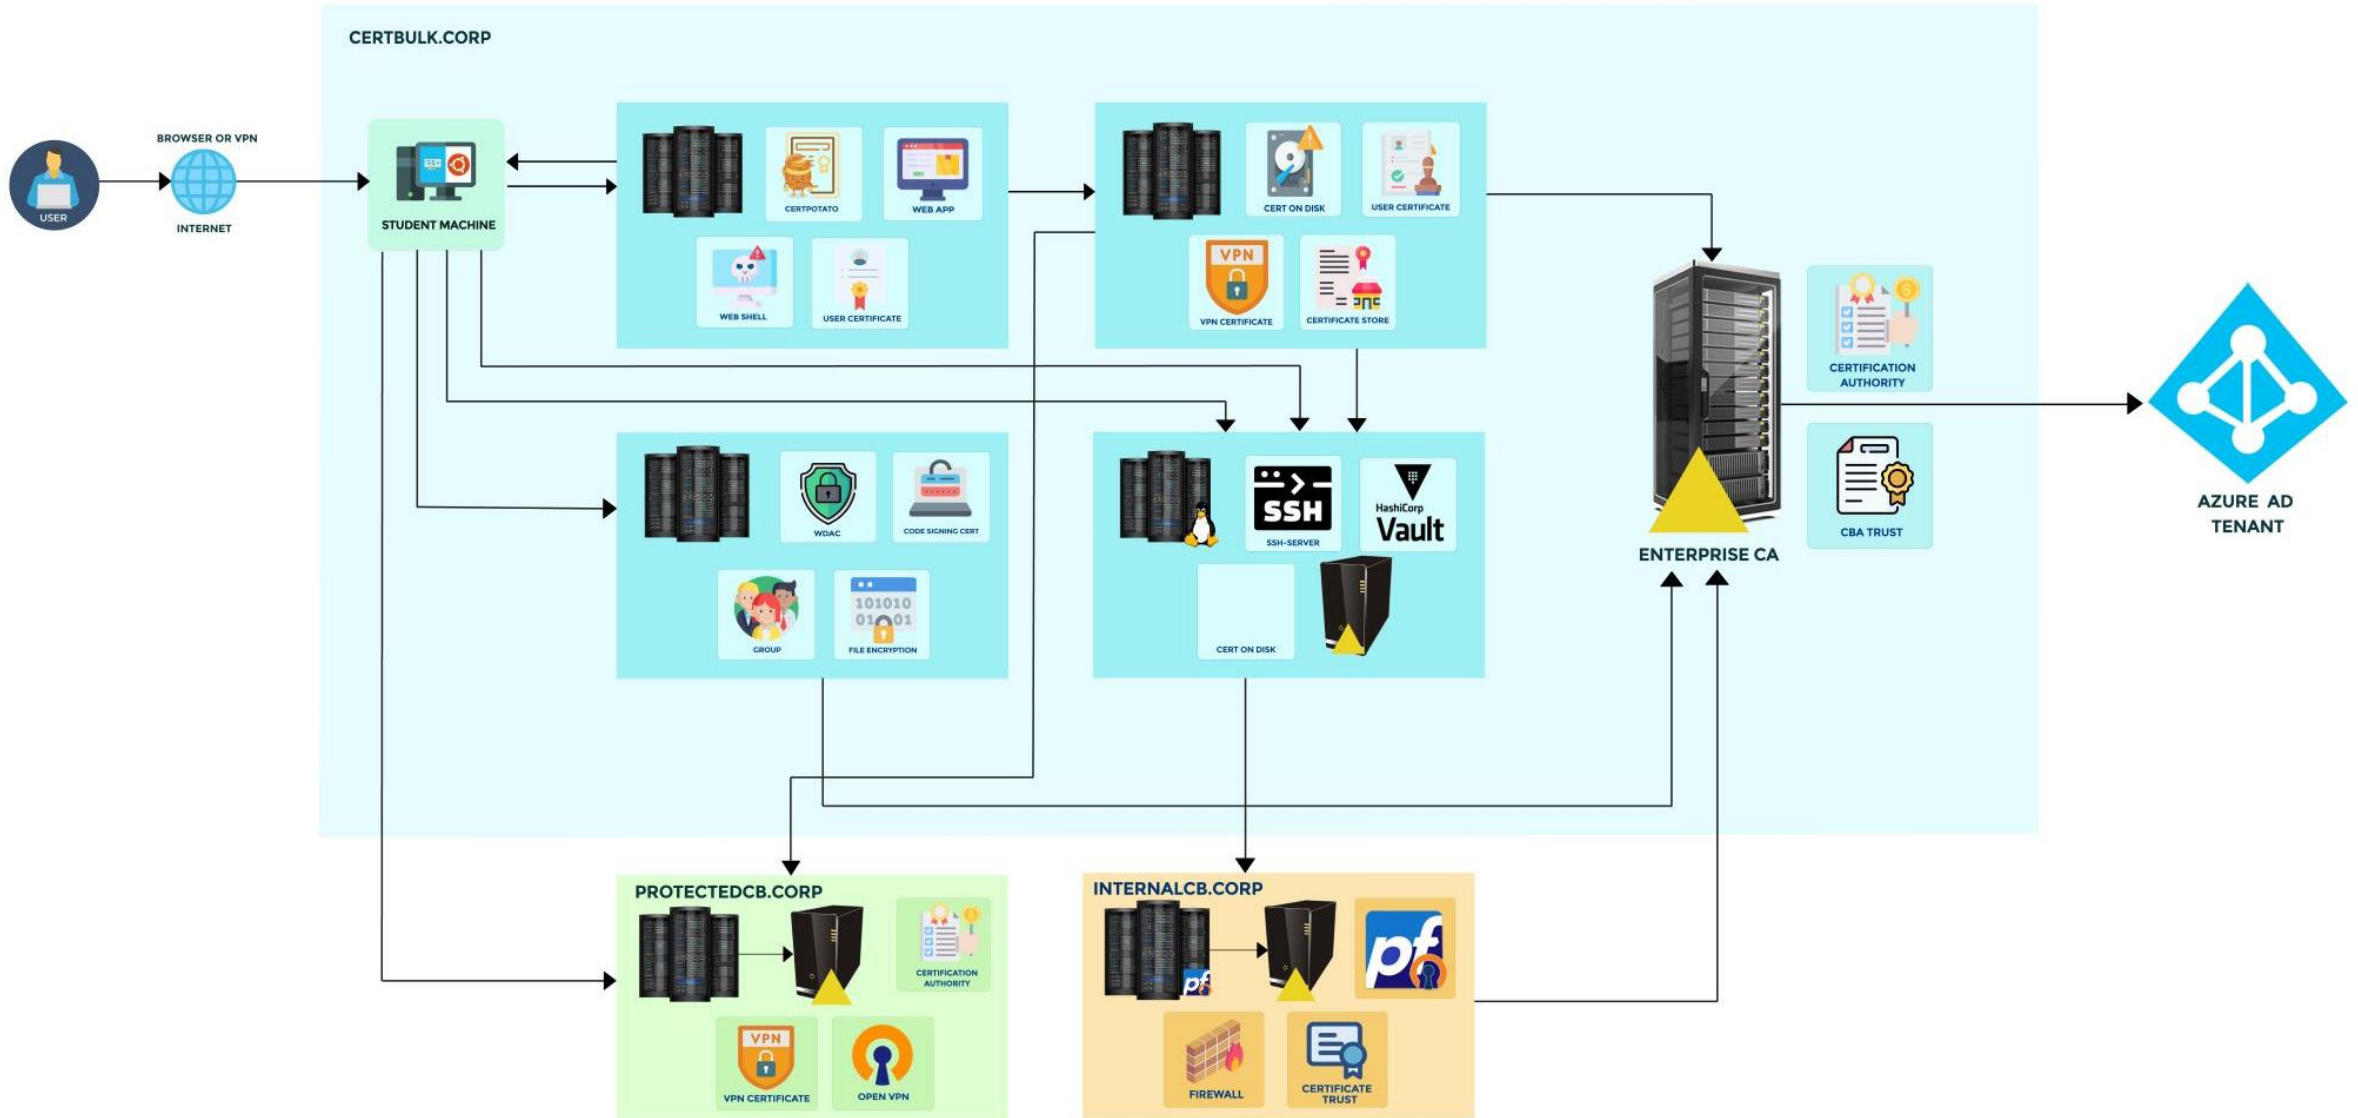 CERTBULK.CORP
BROWSER OR VPN
USER
INTERNET
STUDENT MACHINE
CERTPOTATO
WEB APP
WEB SHELL
USER CERTIFICATE
CERT ON DISK
USER CERTIFICATE
VPN
VPN CERTIFICATE
CERTIFICATE STORE
CERTIFICATION
AUTHORITY
CBA TRUST
ENTERPRISE CA
AZURE AD
TENANT
WDAC
CODE SIGNING CERT
GROUP
101010
01 01
FILE ENCRYPTION
SSH
SSH-SERVER
HashiCorp
Vault
CERT ON DISK
PROTECTEDCB.CORP
CERTIFICATION
AUTHORITY
VPN
VPN CERTIFICATE
OPEN VPN
INTERNALCB.CORP
pf
pf
FIREWALL
CERTIFICATE
TRUST